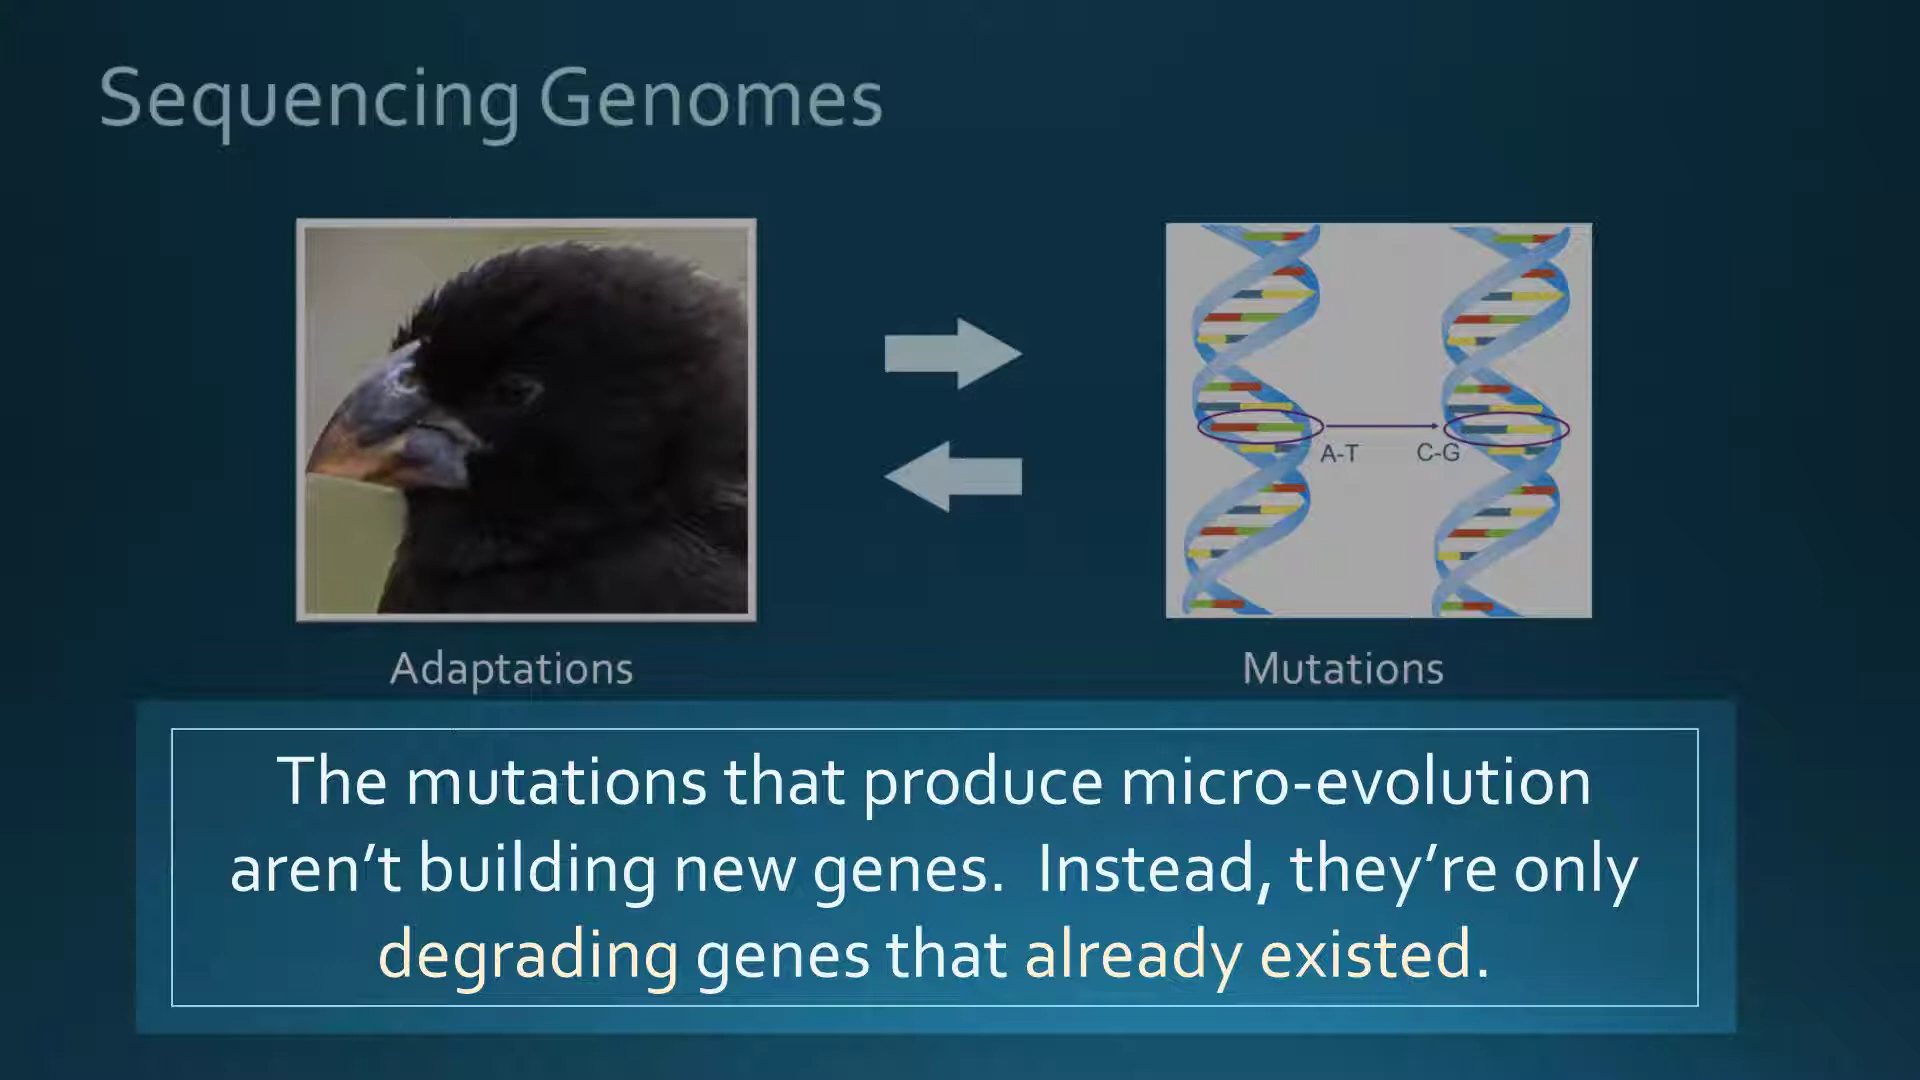 Sequencing Genomes
A-T
C-G
Adaptations
Mutations
The mutations that produce micro-evolution
aren’t building new genes. Instead, they’re only
degrading genes that already existed.